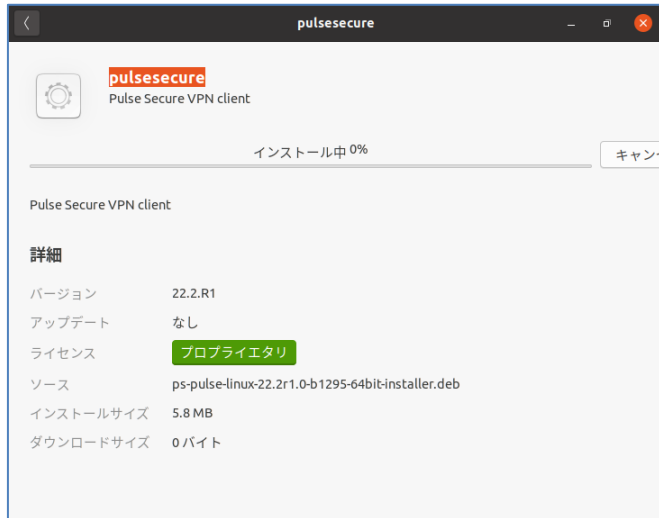 pulsesecure
pulsesecure
Pulse Secure VPN client
インストール中 0%
キャン
Pulse Secure VPN client
詳細
バージョン 22.2.R1
アップデート なし
ライセンス プロプライエタリ
ソース ps-pulse-linux-22.2r1.0-b1295-64bit-installer.deb
インストールサイズ 5.8 MB
ダウンロードサイズ 0 バイト